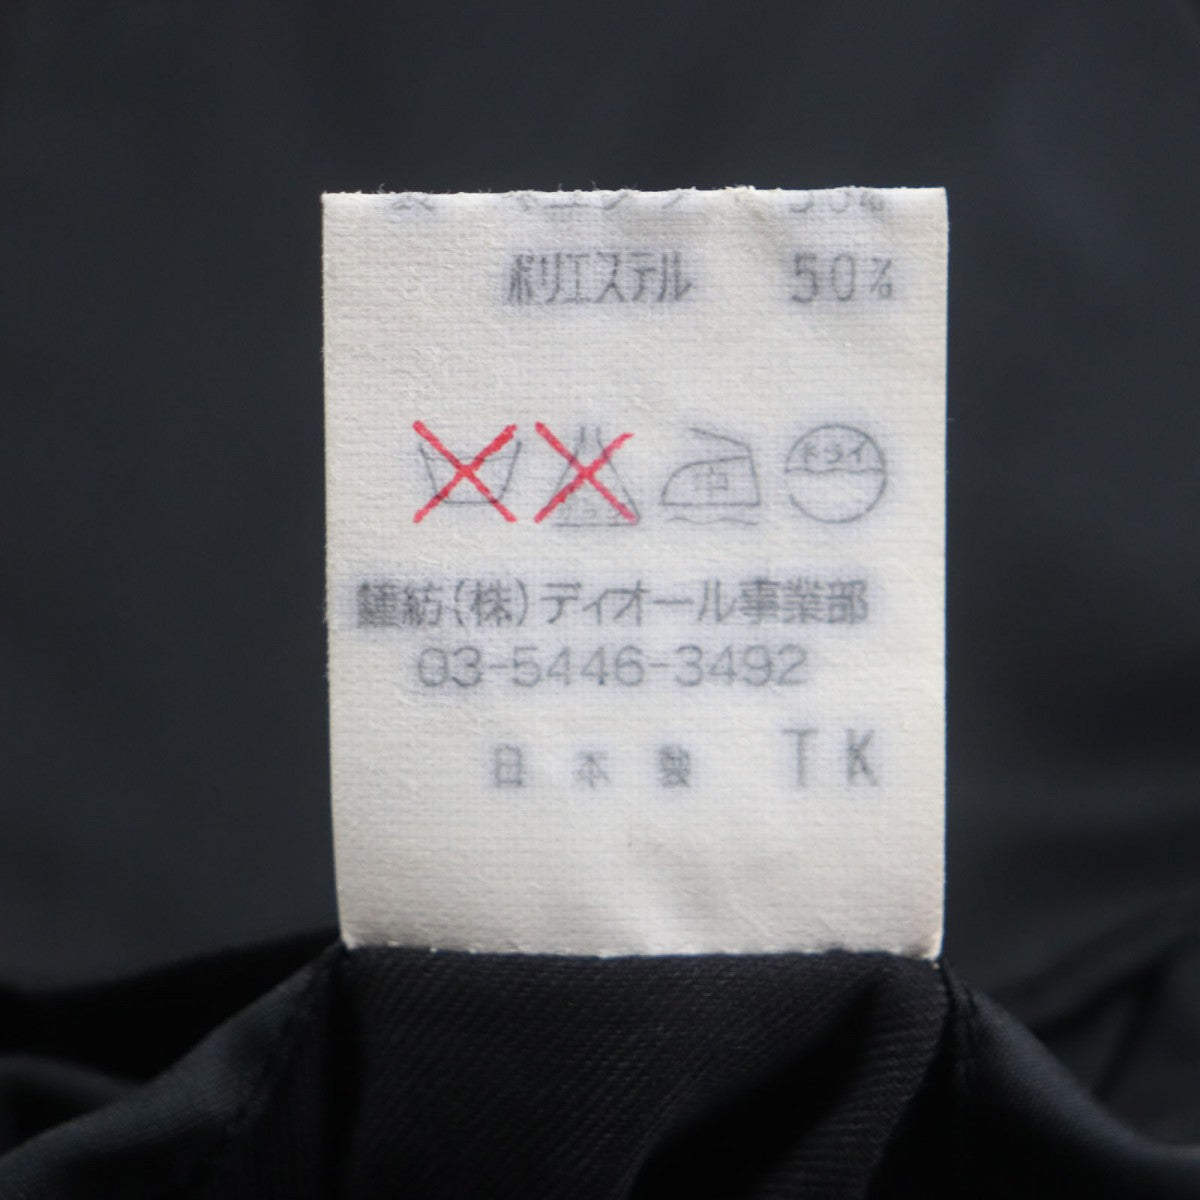 50%
ポリエステル 50%
中 ドライ
鐘紡(株)ディオール事業部
03-5446-3492
日本製 TK